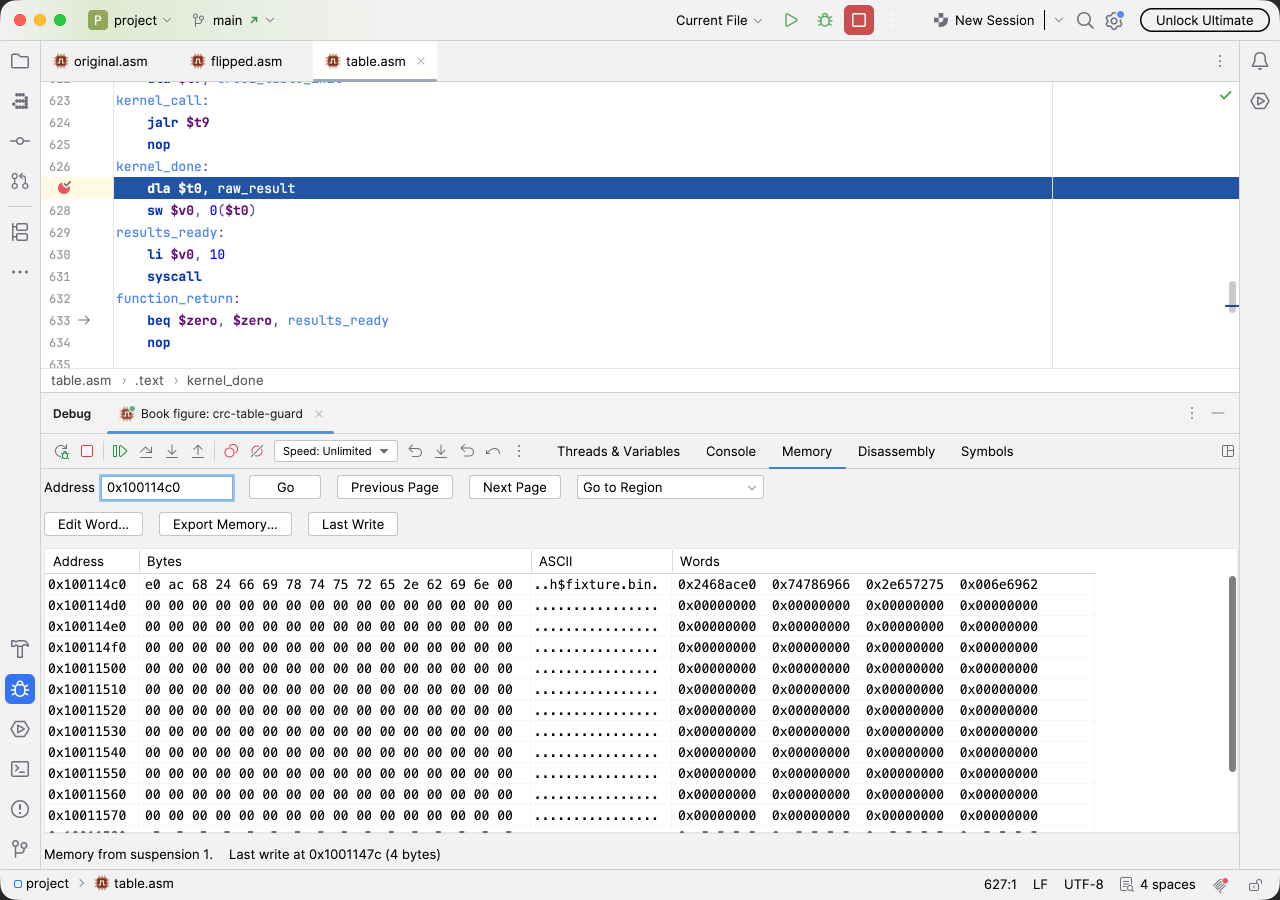 P project main Current File New Session Unlock Ultimate
original.asm flipped.asm table.asm
623 kernel_call:
624 jalr $t9
625 nop
626 kernel_done:
dla $t0, raw_result
628 sw $v0, 0($t0)
629 results_ready:
630 li $v0, 10
631 syscall
632 function_return:
633 beq $zero, $zero, results_ready
634 nop
635
table.asm › .text › kernel_done
Debug Book figure: crc-table-guard
Speed: Unlimited Threads & Variables Console Memory Disassembly Symbols
Address 0x100114c0 Go Previous Page Next Page Go to Region
Edit Word... Export Memory... Last Write
Address Bytes ASCII Words
0x100114c0 e0 ac 68 24 66 69 78 74 75 72 65 2e 62 69 6e 00 ..h$fixture.bin. 0x2468ace0 0x74786966 0x2e657275 0x006e6962
0x100114d0 00 00 00 00 00 00 00 00 00 00 00 00 00 00 00 00 ................ 0x00000000 0x00000000 0x00000000 0x00000000
0x100114e0 00 00 00 00 00 00 00 00 00 00 00 00 00 00 00 00 ................ 0x00000000 0x00000000 0x00000000 0x00000000
0x100114f0 00 00 00 00 00 00 00 00 00 00 00 00 00 00 00 00 ................ 0x00000000 0x00000000 0x00000000 0x00000000
0x10011500 00 00 00 00 00 00 00 00 00 00 00 00 00 00 00 00 ................ 0x00000000 0x00000000 0x00000000 0x00000000
0x10011510 00 00 00 00 00 00 00 00 00 00 00 00 00 00 00 00 ................ 0x00000000 0x00000000 0x00000000 0x00000000
0x10011520 00 00 00 00 00 00 00 00 00 00 00 00 00 00 00 00 ................ 0x00000000 0x00000000 0x00000000 0x00000000
0x10011530 00 00 00 00 00 00 00 00 00 00 00 00 00 00 00 00 ................ 0x00000000 0x00000000 0x00000000 0x00000000
0x10011540 00 00 00 00 00 00 00 00 00 00 00 00 00 00 00 00 ................ 0x00000000 0x00000000 0x00000000 0x00000000
0x10011550 00 00 00 00 00 00 00 00 00 00 00 00 00 00 00 00 ................ 0x00000000 0x00000000 0x00000000 0x00000000
0x10011560 00 00 00 00 00 00 00 00 00 00 00 00 00 00 00 00 ................ 0x00000000 0x00000000 0x00000000 0x00000000
0x10011570 00 00 00 00 00 00 00 00 00 00 00 00 00 00 00 00 ................ 0x00000000 0x00000000 0x00000000 0x00000000
Memory from suspension 1. Last write at 0x1001147c (4 bytes)
project › table.asm 627:1 LF UTF-8 4 spaces